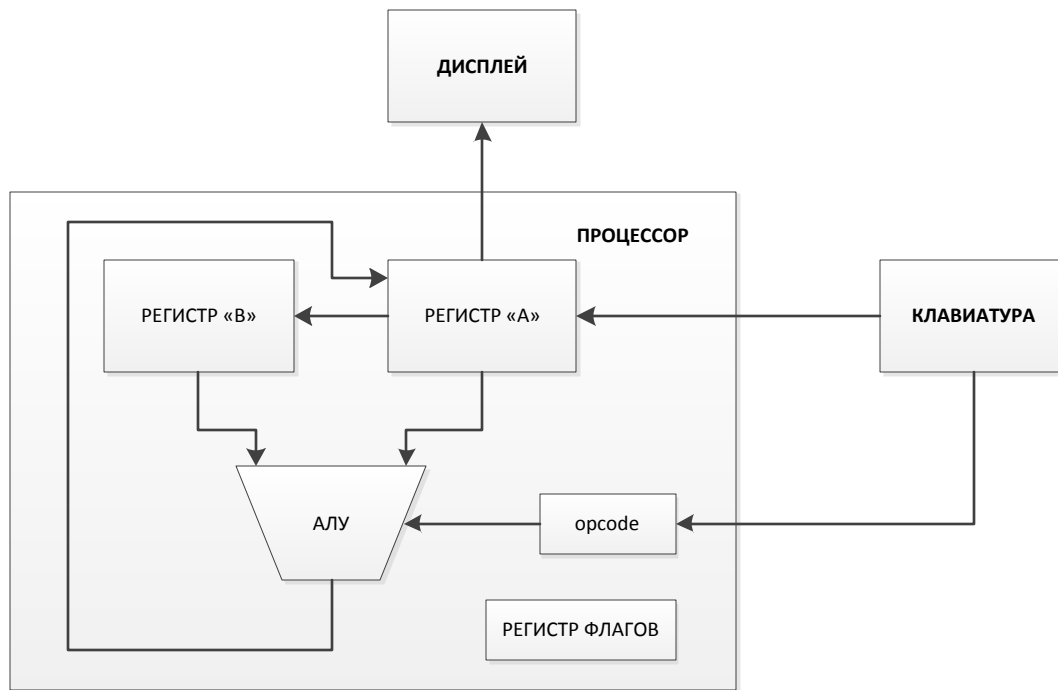 ДИСПЛЕЙ
ПРОЦЕССОР
РЕГИСТР «В»
РЕГИСТР «А»
КЛАВИАТУРА
АЛУ
opcode
РЕГИСТР ФЛАГОВ